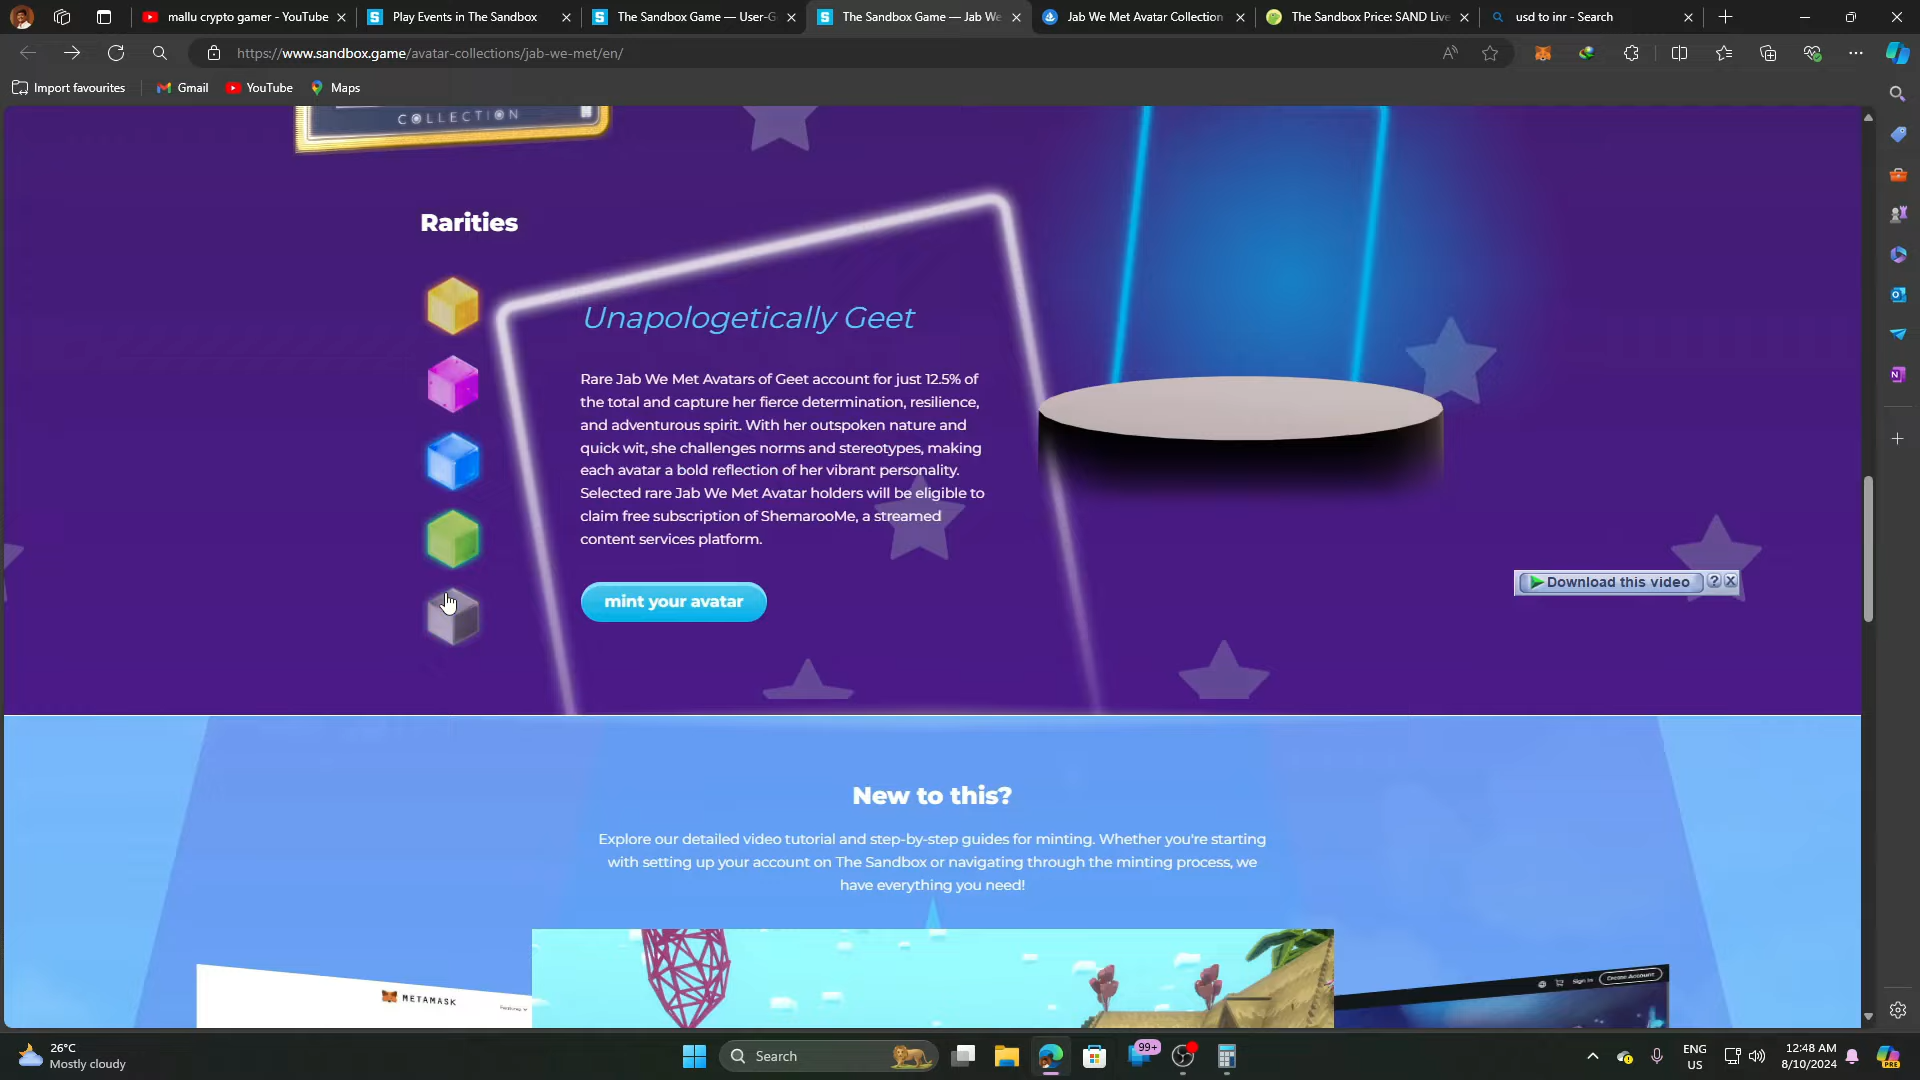 mallu crypto gamer - YouTube
Play Events in The Sandbox
The Sandbox Game — User-G
The Sandbox Game — Jab We
Jab We Met Avatar Collection
The Sandbox Price: SAND Live
usd to inr - Search
https://www.sandbox.game/avatar-collections/jab-we-met/en/
Import favourites
Gmail
YouTube
Maps
COLLECTION
Rarities
Unapologetically Geet
Rare Jab We Met Avatars of Geet account for just 12.5% of
the total and capture her fierce determination, resilience,
and adventurous spirit. With her outspoken nature and
quick wit, she challenges norms and stereotypes, making
each avatar a bold reflection of her vibrant personality.
Selected rare Jab We Met Avatar holders will be eligible to
claim free subscription of ShemarooMe, a streamed
content services platform.
mint your avatar
Download this video
New to this?
Explore our detailed video tutorial and step-by-step guides for minting. Whether you're starting
with setting up your account on The Sandbox or navigating through the minting process, we
have everything you need!
METAMASK
Features
Sign In
Create Account
26°C
Mostly cloudy
Search
99+
ENG
US
12:48 AM
8/10/2024